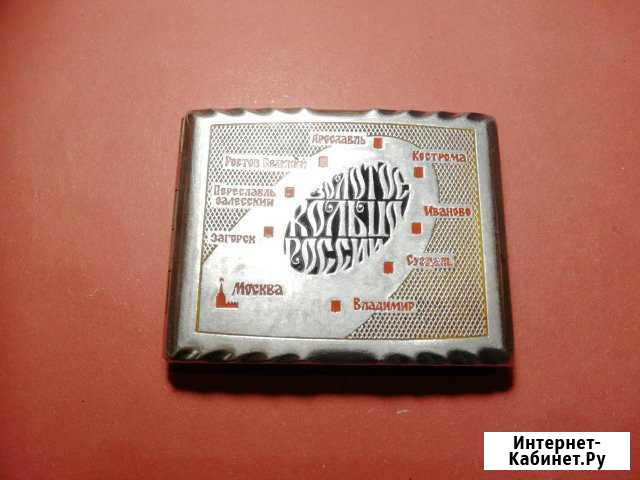 Ярославль
Ростов Великий
Кострома
Переславль
Залесский
Золотое
Кольцо
России
Иваново
Загорск
Суздаль
Москва
Владимир
Интернет-
Кабинет.Ру